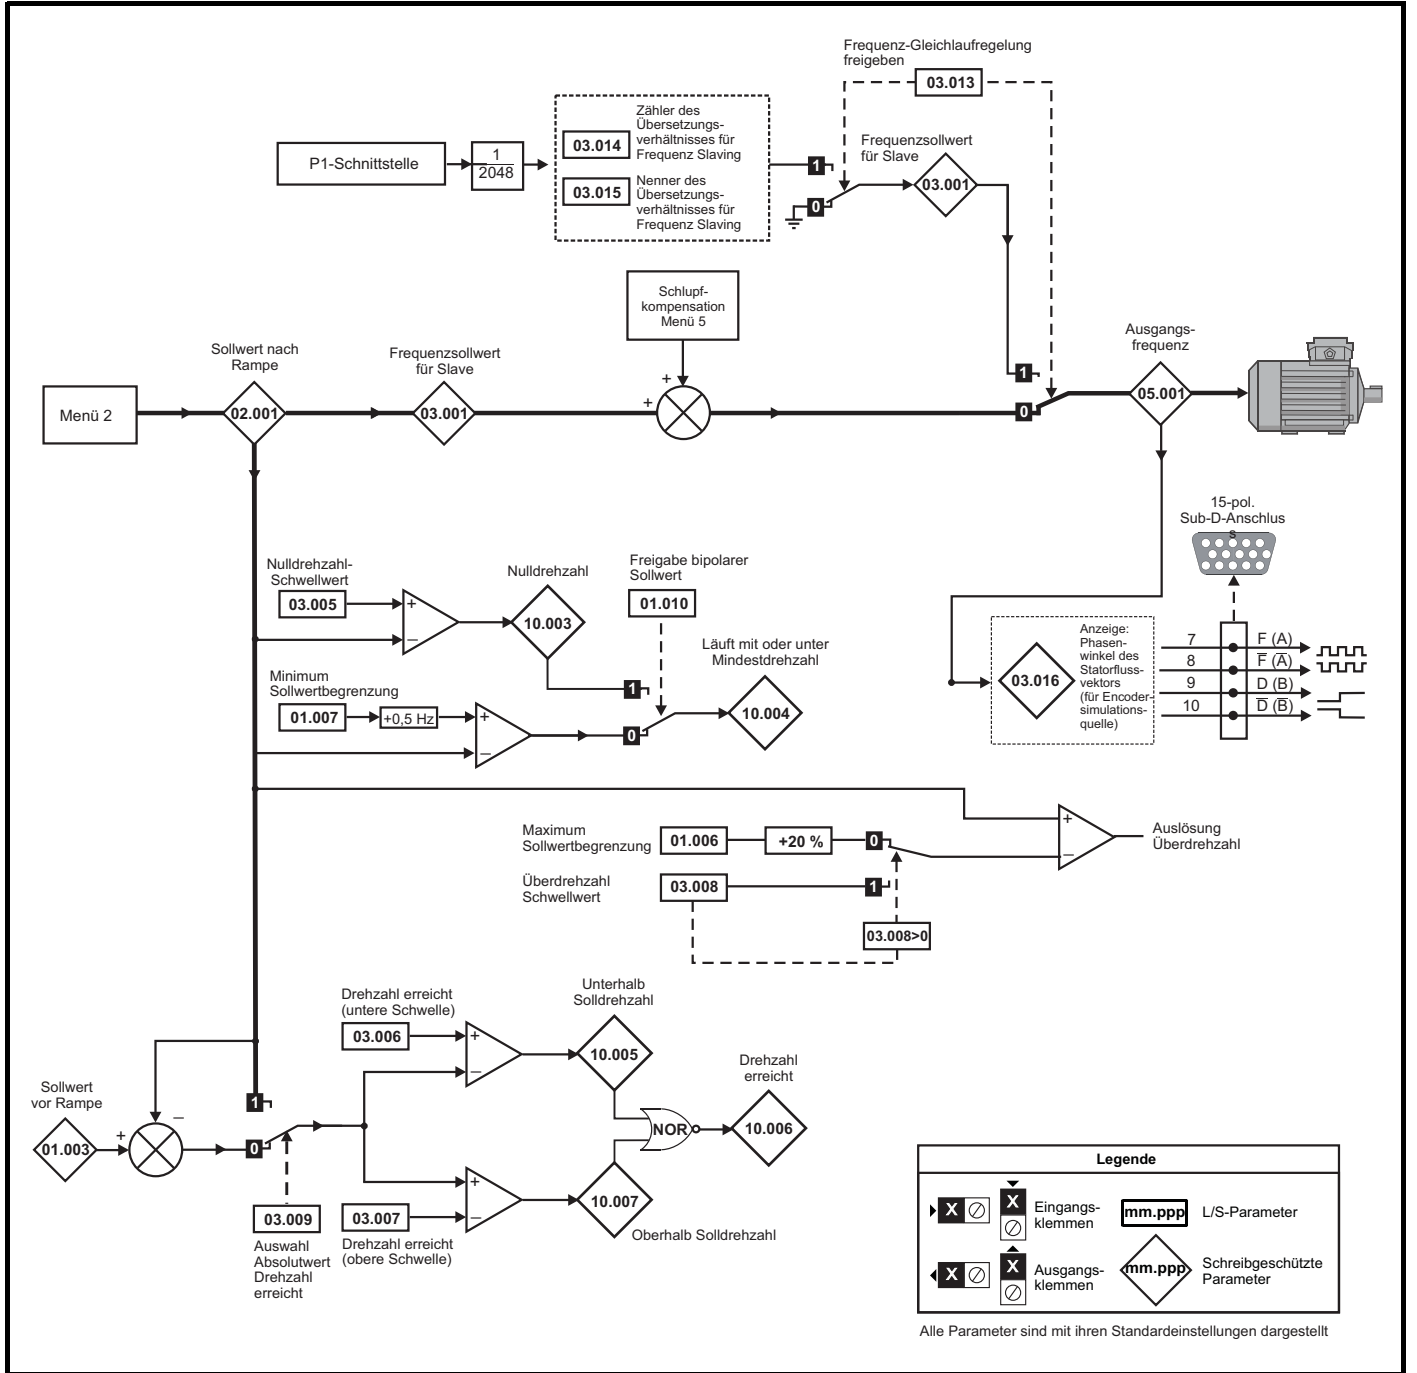 Frequenz-Gleichlaufregelung
freigeben
03.013
Zähler des
Übersetzungs-
verhältnisses für
Frequenz Slaving
03.014
Nenner des
Übersetzungs-
verhältnisses für
Frequenz Slaving
03.015
P1-Schnittstelle
1
2048
1
0
Frequenzsollwert
für Slave
03.001
Schlupf-
kompensation
Menü 5
Menü 2
Sollwert nach
Rampe
02.001
Frequenzsollwert
für Slave
03.001
+
+
1
0
Ausgangs-
frequenz
05.001
15-pol.
Sub-D-Anschlus
s
Nulldrehzahl-
Schwellwert
03.005
+
–
Nulldrehzahl
10.003
Freigabe bipolarer
Sollwert
01.010
Läuft mit oder unter
Mindestdrehzahl
10.004
1
0
Minimum
Sollwertbegrenzung
01.007
+0,5 Hz
+
–
03.016
Anzeige:
Phasen-
winkel des
Statorfluss-
vektors
(für Encoder-
simulations-
quelle)
7
F (A)
8
F̅ (A̅)
9
D (B)
10
D̅ (B̅)
Maximum
Sollwertbegrenzung
01.006
+20 %
0
Überdrehzahl
Schwellwert
03.008
1
03.008>0
+
–
Auslösung
Überdrehzahl
Drehzahl erreicht
(untere Schwelle)
03.006
+
–
Unterhalb
Solldrehzahl
10.005
Sollwert
vor Rampe
01.003
+
–
1
0
03.009
Auswahl
Absolutwert
Drehzahl
erreicht
03.007
Drehzahl erreicht
(obere Schwelle)
+
–
10.007
Oberhalb Solldrehzahl
NOR
Drehzahl
erreicht
10.006
Legende
X
X
Eingangs-
klemmen
mm.ppp
L/S-Parameter
X
X
Ausgangs-
klemmen
mm.ppp
Schreibgeschützte
Parameter
Alle Parameter sind mit ihren Standardeinstellungen dargestellt